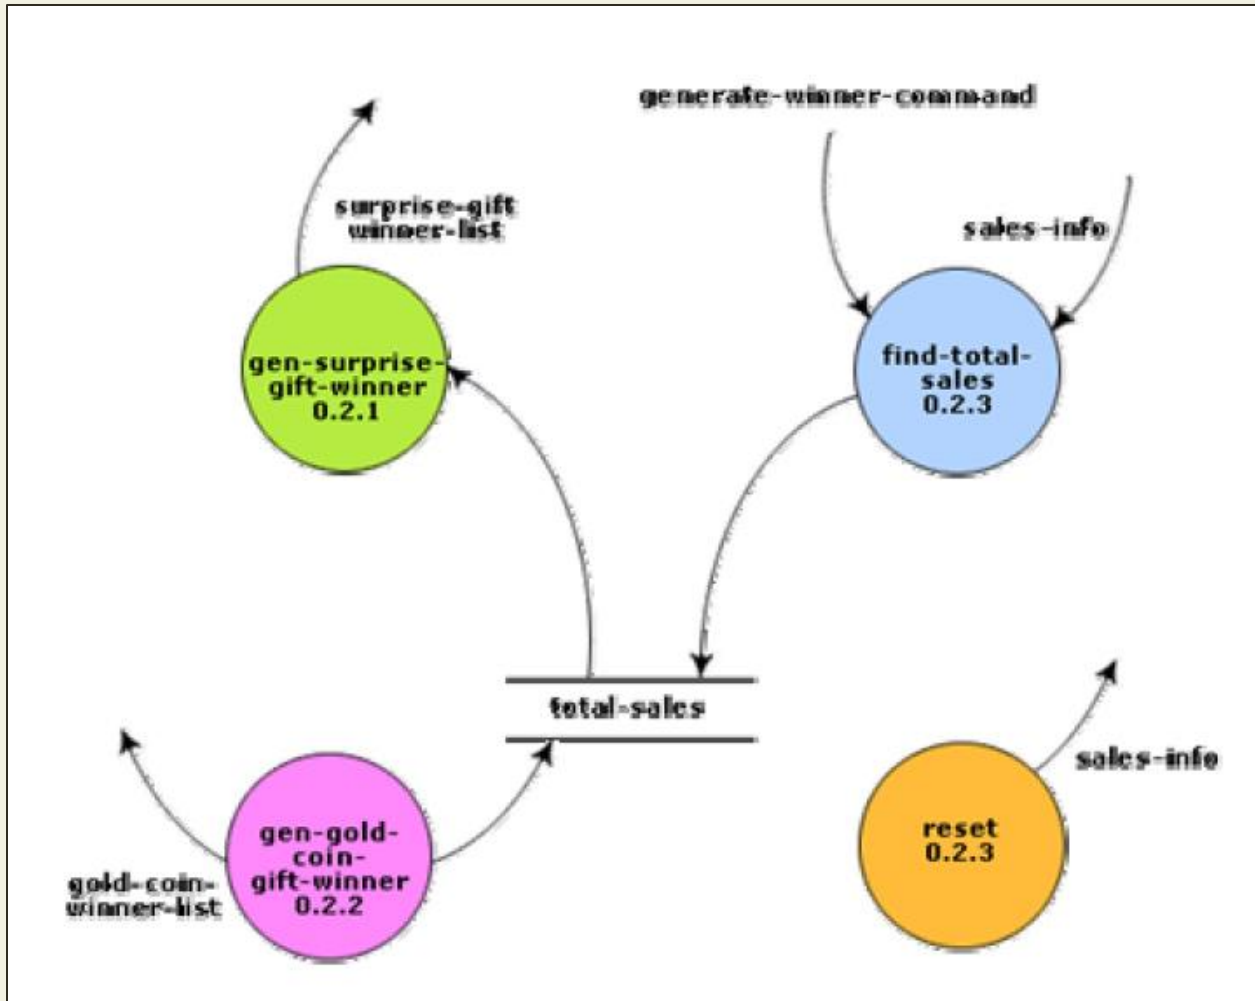 generate-winner-command
surprise-gift
winner-list
sales-info
gen-surprise-
gift-winner
0.2.1
find-total-
sales
0.2.3
total-sales
gold-coin-
winner-list
gen-gold-
coin-
gift-winner
0.2.2
reset
0.2.3
sales-info